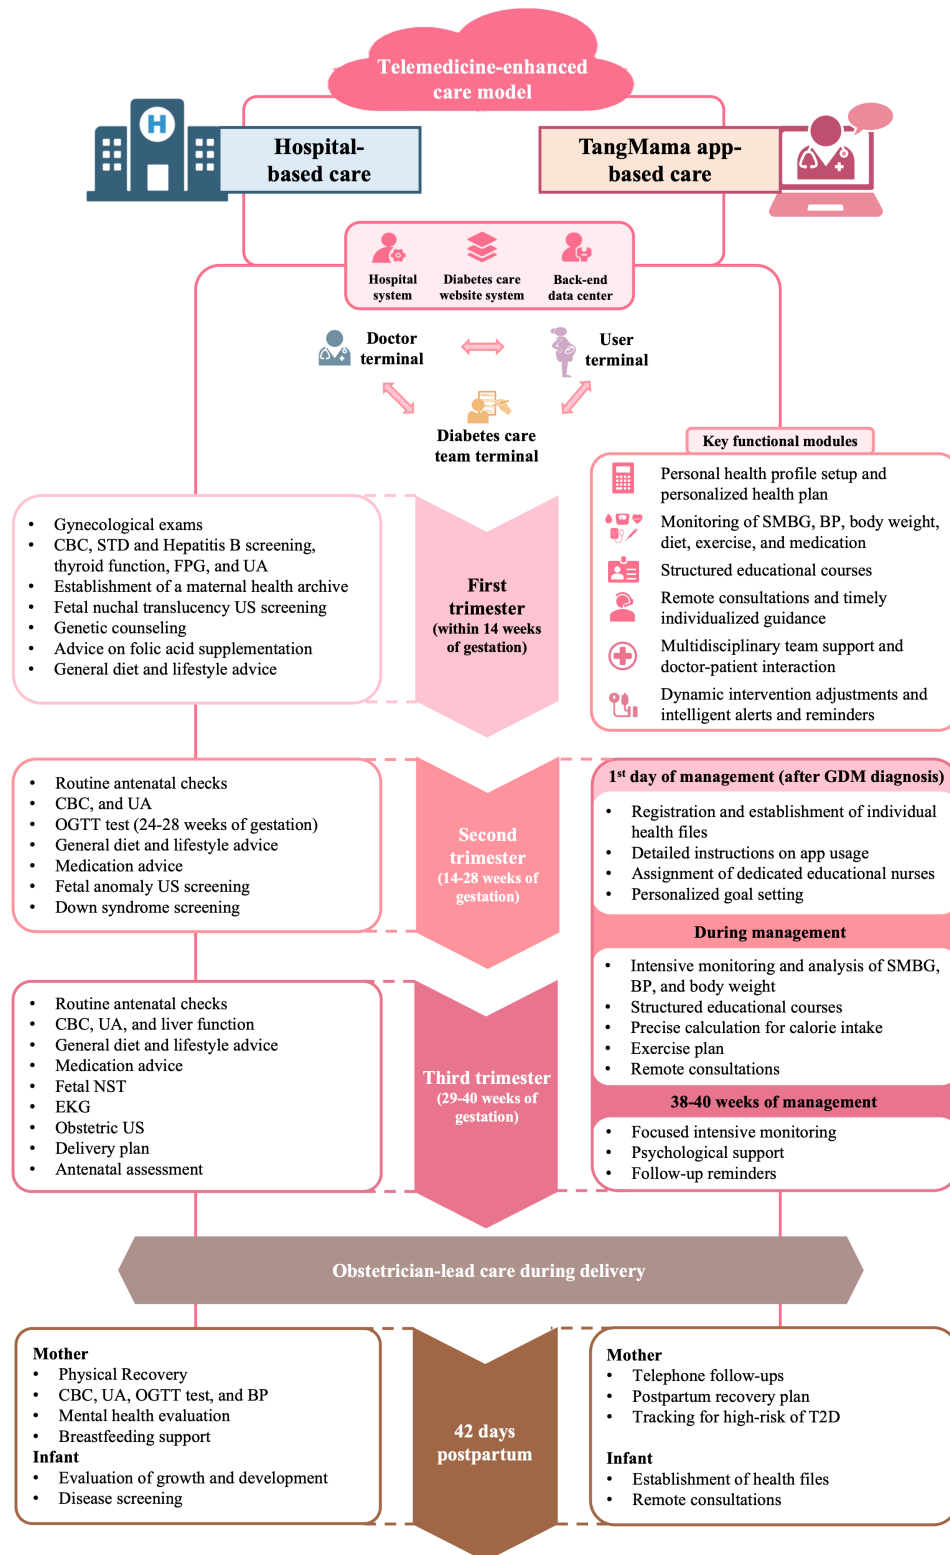 Telemedicine-enhanced
care model
H
Hospital-
based care
TangMama app-
based care
Hospital
system
Diabetes care
website system
Back-end
data center
Doctor
terminal
User
terminal
Diabetes care
team terminal
Key functional modules
Personal health profile setup and
personalized health plan
Monitoring of SMBG, BP, body weight,
diet, exercise, and medication
Structured educational courses
Remote consultations and timely
individualized guidance
Multidisciplinary team support and
doctor-patient interaction
Dynamic intervention adjustments and
intelligent alerts and reminders
• Gynecological exams
• CBC, STD and Hepatitis B screening,
thyroid function, FPG, and UA
• Establishment of a maternal health archive
• Fetal nuchal translucency US screening
• Genetic counseling
• Advice on folic acid supplementation
• General diet and lifestyle advice
First
trimester
(within 14 weeks
of gestation)
• Routine antenatal checks
• CBC, and UA
• OGTT test (24-28 weeks of gestation)
• General diet and lifestyle advice
• Medication advice
• Fetal anomaly US screening
• Down syndrome screening
Second
trimester
(14-28 weeks of
gestation)
1st day of management (after GDM diagnosis)
• Registration and establishment of individual
health files
• Detailed instructions on app usage
• Assignment of dedicated educational nurses
• Personalized goal setting
During management
• Intensive monitoring and analysis of SMBG,
BP, and body weight
• Structured educational courses
• Precise calculation for calorie intake
• Exercise plan
• Remote consultations
38-40 weeks of management
• Focused intensive monitoring
• Psychological support
• Follow-up reminders
• Routine antenatal checks
• CBC, UA, and liver function
• General diet and lifestyle advice
• Medication advice
• Fetal NST
• EKG
• Obstetric US
• Delivery plan
• Antenatal assessment
Third trimester
(29-40 weeks of
gestation)
Obstetrician-lead care during delivery
Mother
• Physical Recovery
• CBC, UA, OGTT test, and BP
• Mental health evaluation
• Breastfeeding support
Infant
• Evaluation of growth and development
• Disease screening
42 days
postpartum
Mother
• Telephone follow-ups
• Postpartum recovery plan
• Tracking for high-risk of T2D
Infant
• Establishment of health files
• Remote consultations